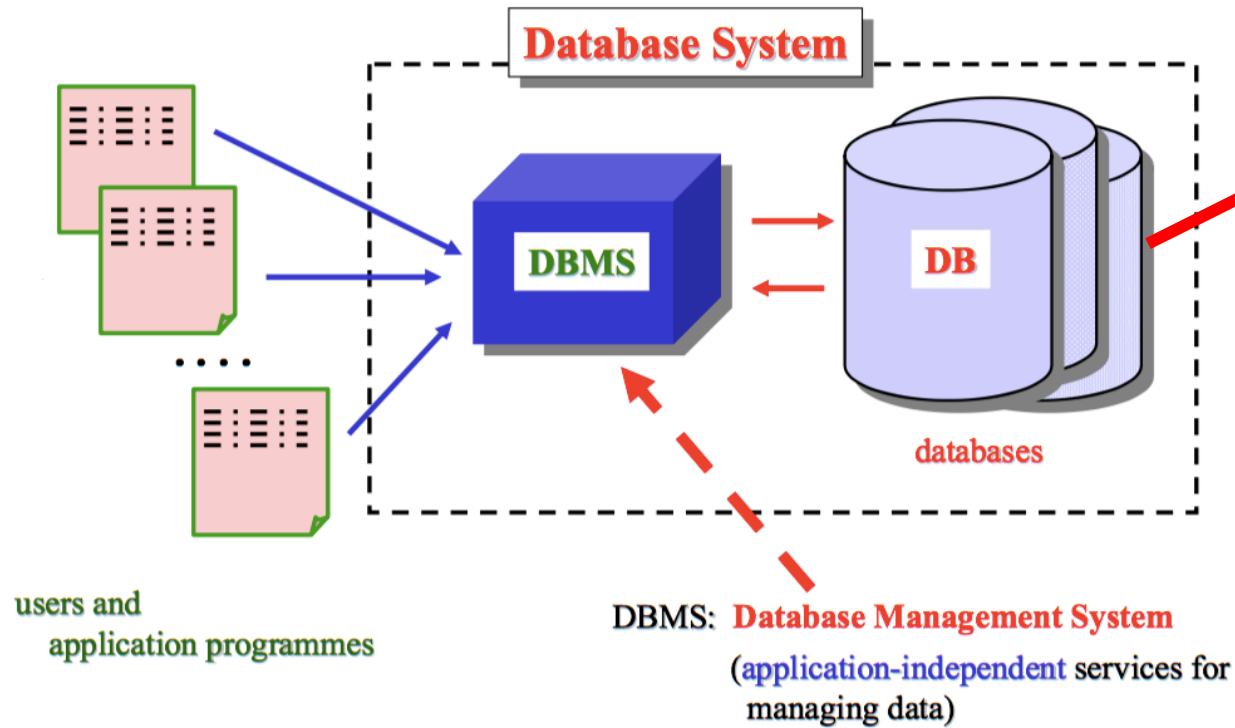 Database System
DBMS
DB
databases
users and
application programmes
DBMS: Database Management System
(application-independent services for
managing data)